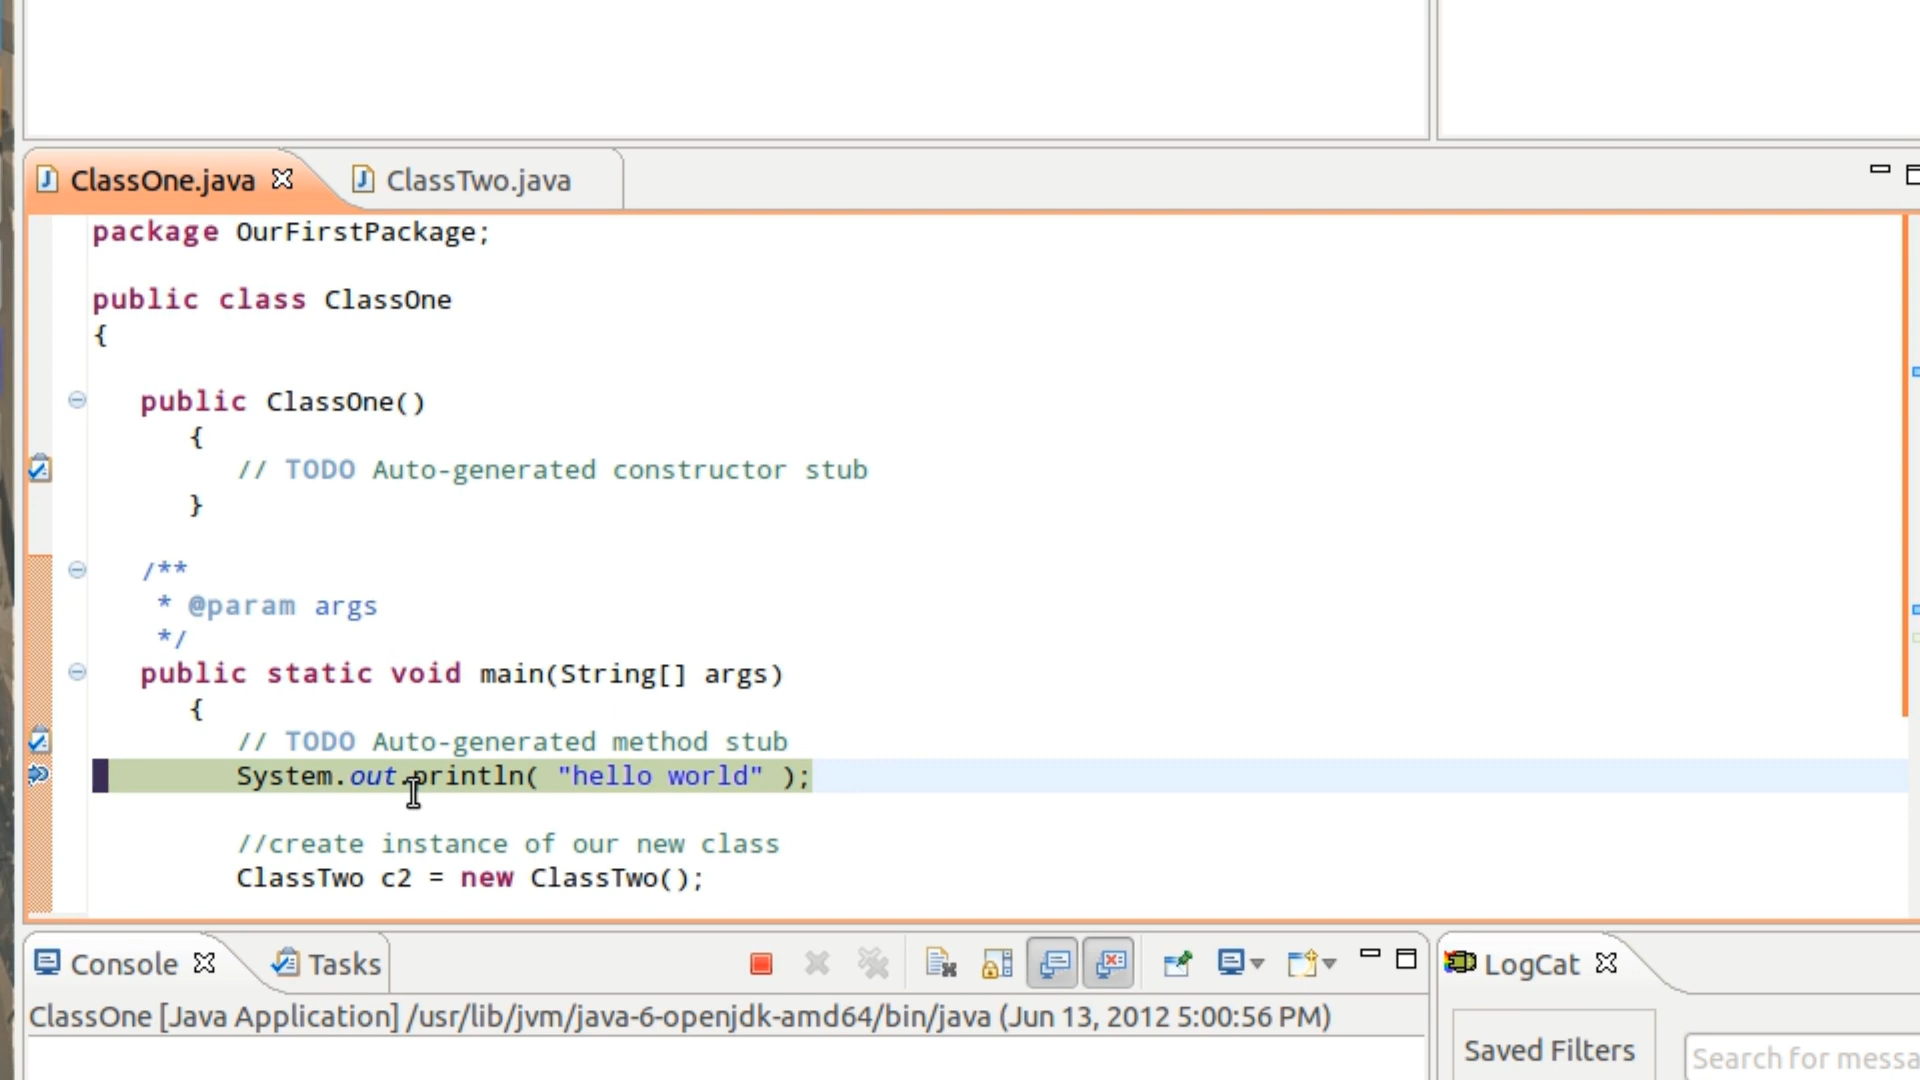 ClassOne.java
ClassTwo.java
package OurFirstPackage;
public class ClassOne
{
public ClassOne()
{
// TODO Auto-generated constructor stub
}
/**
* @param args
*/
public static void main(String[] args)
{
// TODO Auto-generated method stub
System.out.println( "hello world" );
//create instance of our new class
ClassTwo c2 = new ClassTwo();
Console
Tasks
LogCat
ClassOne [Java Application] /usr/lib/jvm/java-6-openjdk-amd64/bin/java (Jun 13, 2012 5:00:56 PM)
Saved Filters
Search for messa